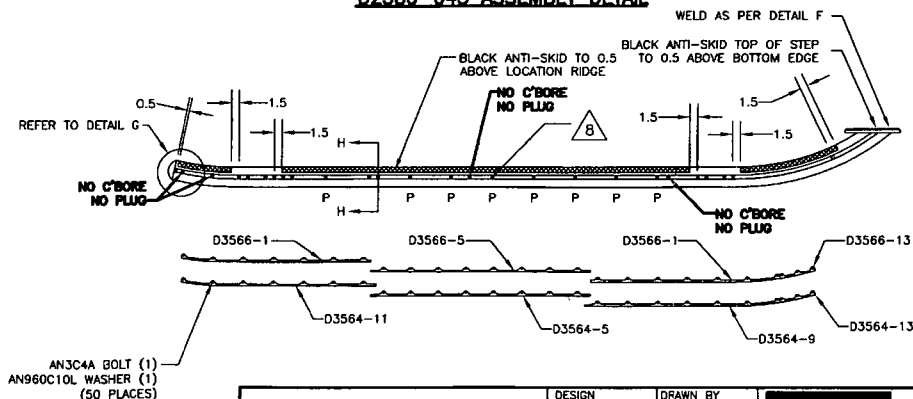 WELD AS PER DETAIL F
BLACK ANTI-SKID TOP OF STEP
TO 0.5 ABOVE BOTTOM EDGE
BLACK ANTI-SKID TO 0.5
ABOVE LOCATION RIDGE
NO C'BORE
NO PLUG
0.5
1.5
1.5
8
1.5
1.5
1.5
REFER TO DETAIL G
H
H
NO C'BORE
NO PLUG
P P P P P P P P
NO C'BORE
NO PLUG
D3566-1
D3566-5
D3566-1
D3566-13
D3564-11
D3564-5
D3564-9
D3564-13
AN3C4A BOLT (1)
AN960C10L WASHER (1)
(50 PLACES)
DESIGN
DRAWN BY